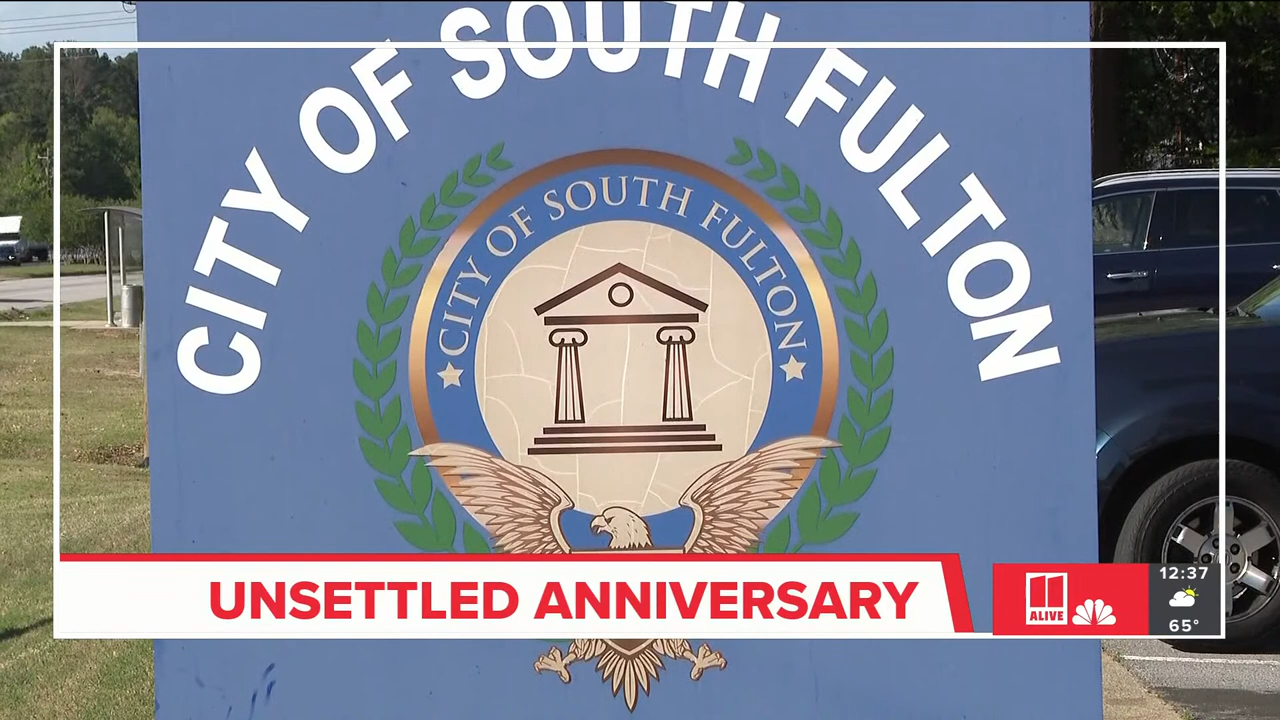 CITY OF SOUTH FULTON
CITY OF SOUTH FULTON
UNSETTLED ANNIVERSARY
11
ALIVE
12:37
65°